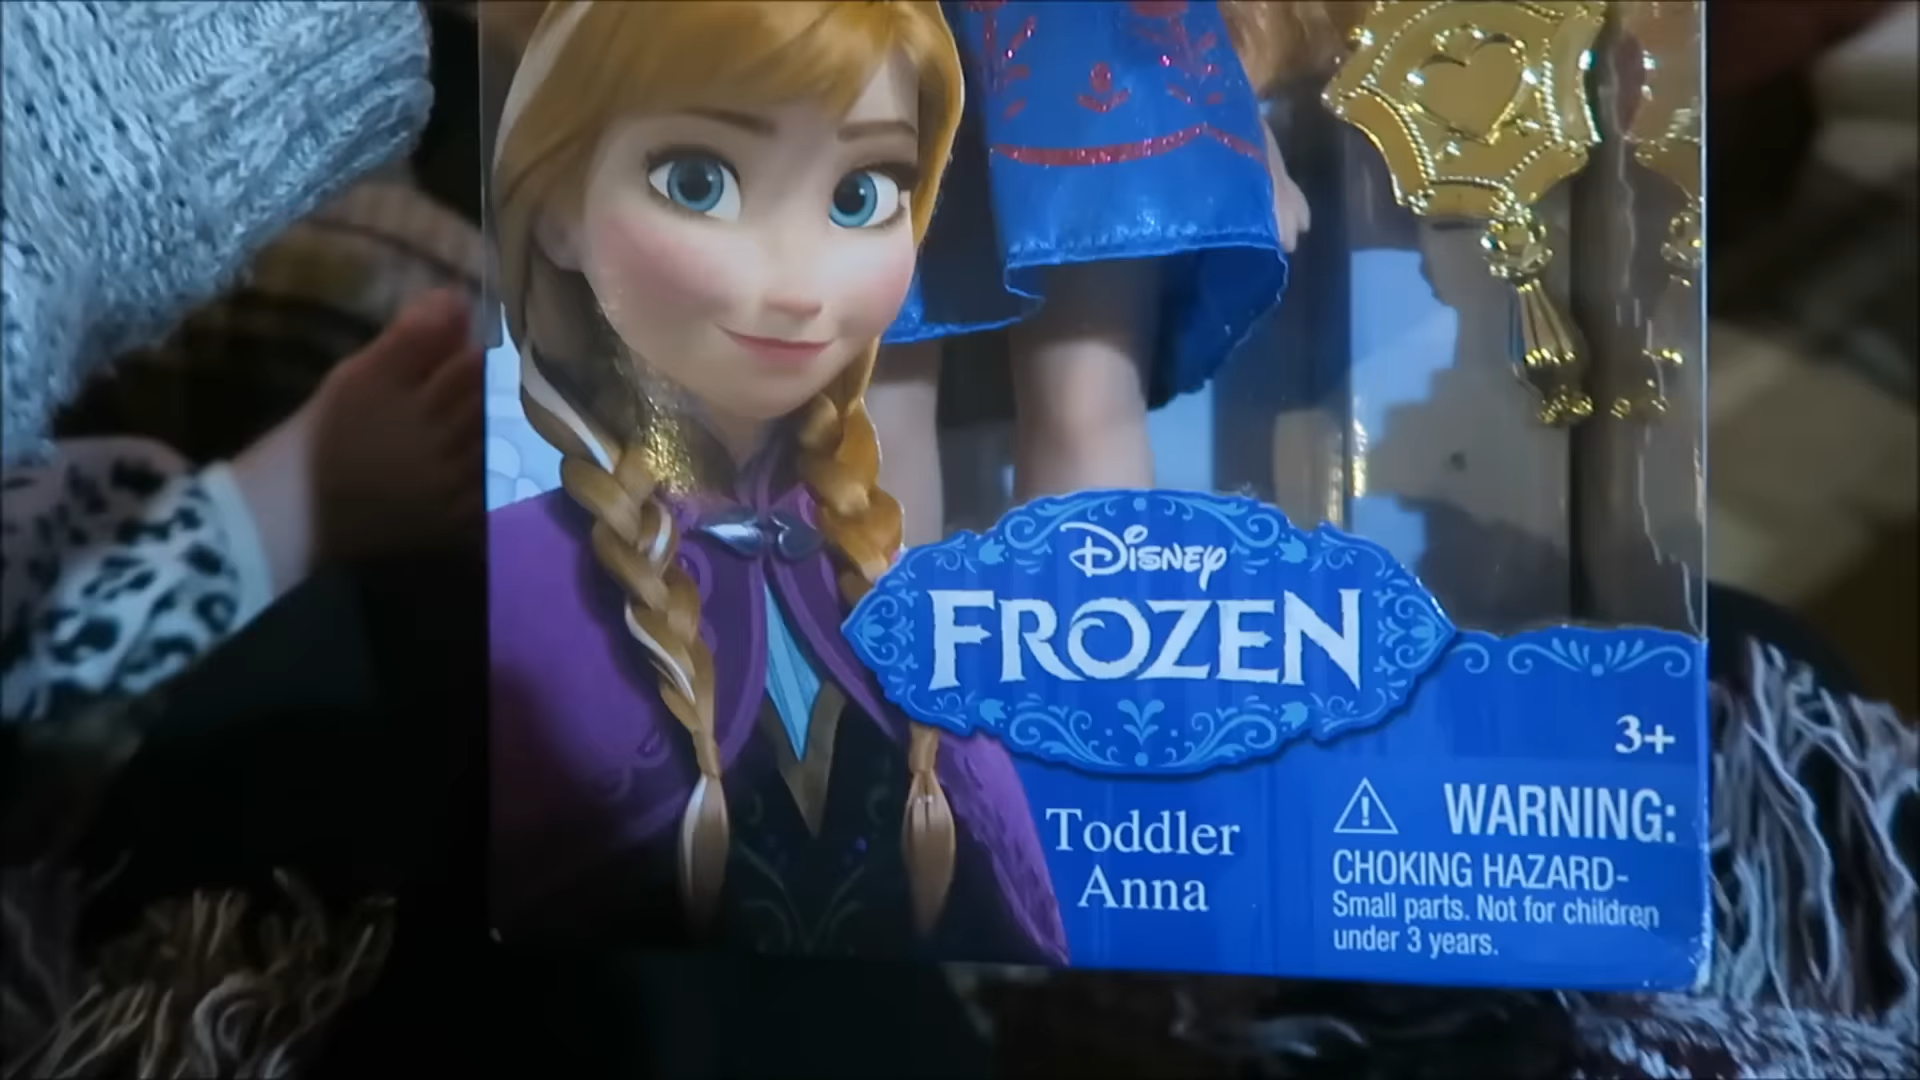 Disney
FROZEN
3+
Toddler
Anna
WARNING:
CHOKING HAZARD-
Small parts. Not for children
under 3 years.